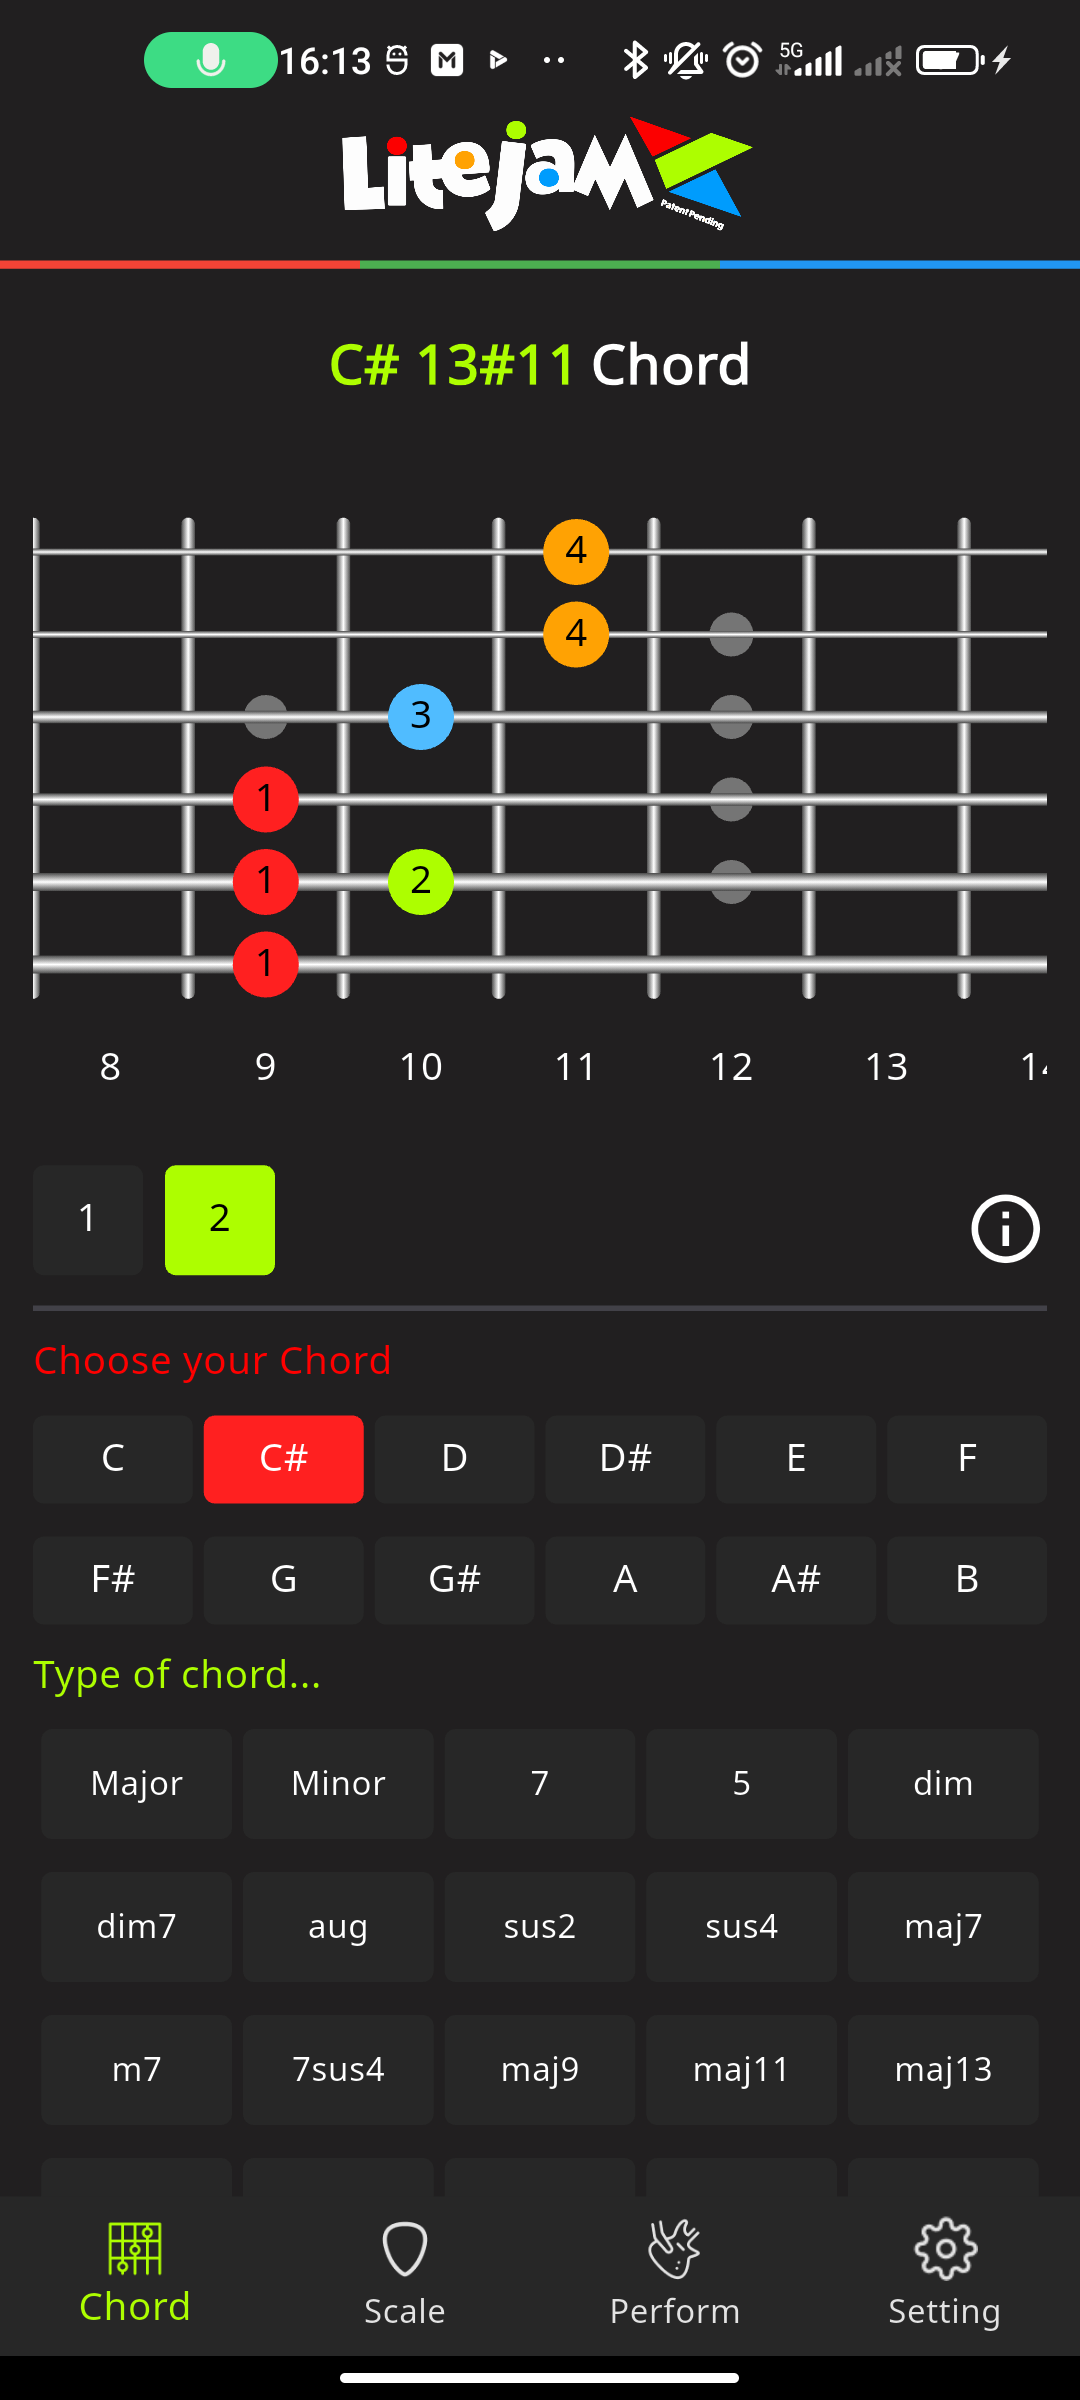 16:13 5G
Litejam
Patent Pending
C# 13#11 Chord
4
4
3
1
1 2
1
8 9 10 11 12 13
1 2
Choose your Chord
C C# D D# E F
F# G G# A A# B
Type of chord...
Major Minor 7 5 dim
dim7 aug sus2 sus4 maj7
m7 7sus4 maj9 maj11 maj13
Chord Scale Perform Setting